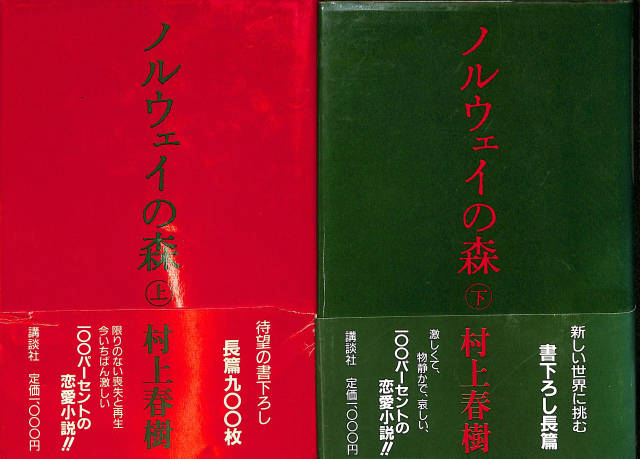 ノルウェイの森 上
村上春樹
待望の書下ろし
長篇九〇〇枚
限りのない喪失と再生
今いちばん激しい
一〇〇パーセントの
恋愛小説!!
講談社 定価一、〇〇〇円
ノルウェイの森 下
村上春樹
新しい世界に挑む
書下ろし長篇
激しくて、
物静かで、哀しい、
一〇〇パーセントの
恋愛小説!!
講談社 定価一、〇〇〇円